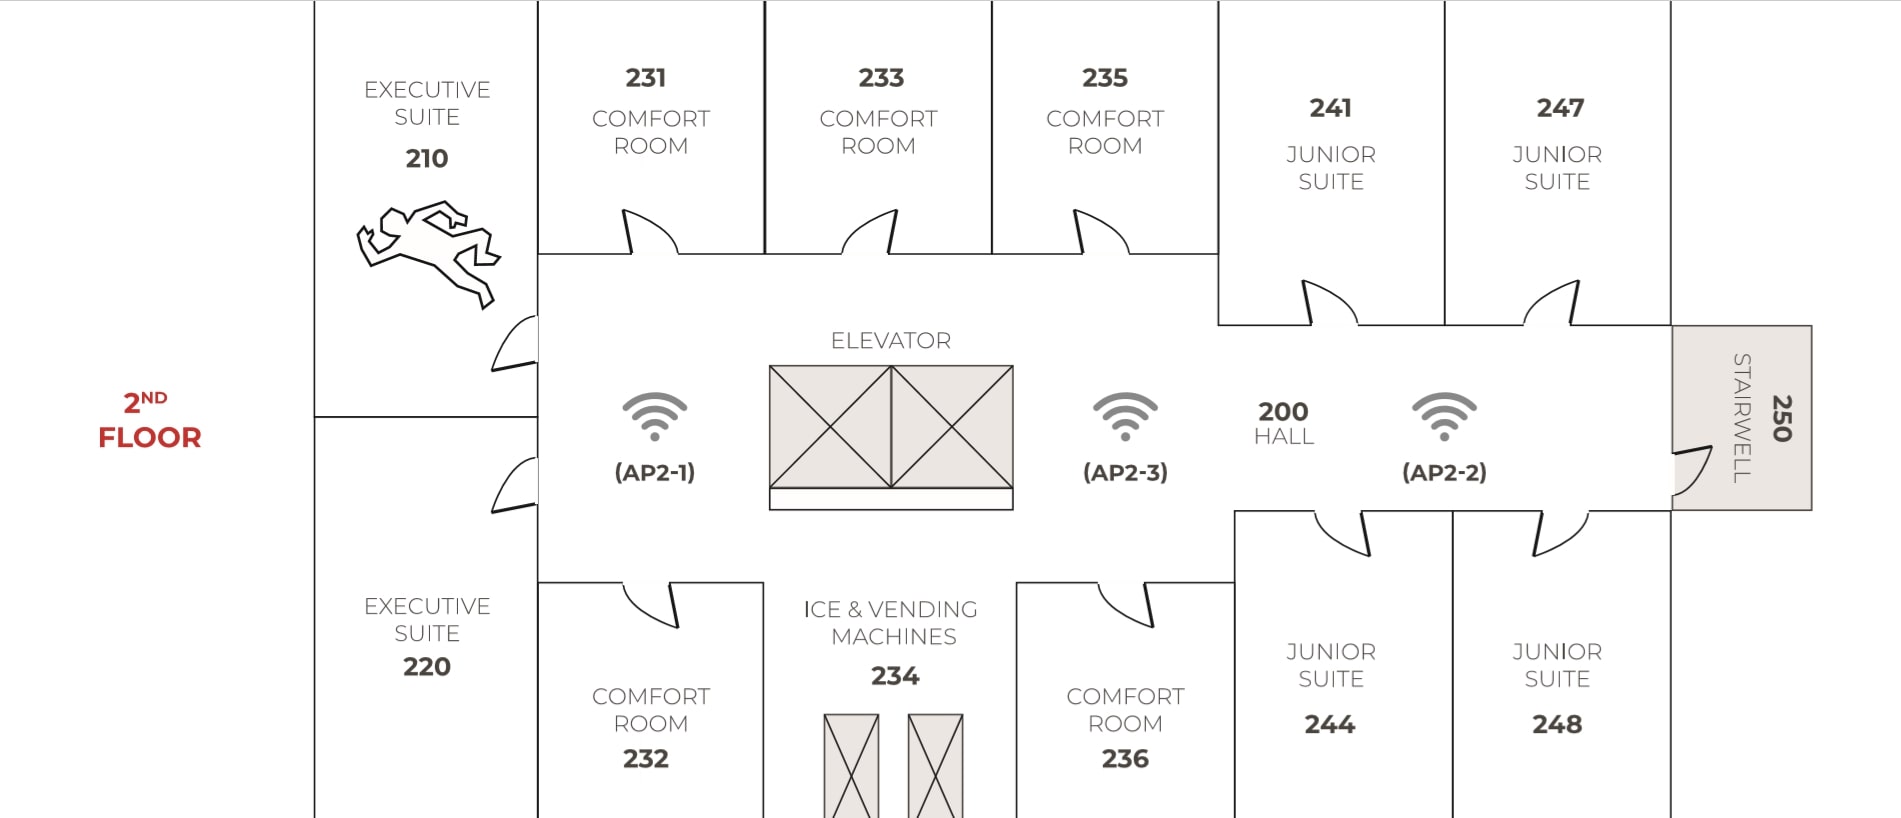 EXECUTIVE
SUITE
210
231
COMFORT
ROOM
233
COMFORT
ROOM
235
COMFORT
ROOM
241
JUNIOR
SUITE
247
JUNIOR
SUITE
2ND
FLOOR
ELEVATOR
(AP2-1)
(AP2-3)
200
HALL
(AP2-2)
STAIRWELL
250
EXECUTIVE
SUITE
220
COMFORT
ROOM
232
ICE & VENDING
MACHINES
234
COMFORT
ROOM
236
JUNIOR
SUITE
244
JUNIOR
SUITE
248